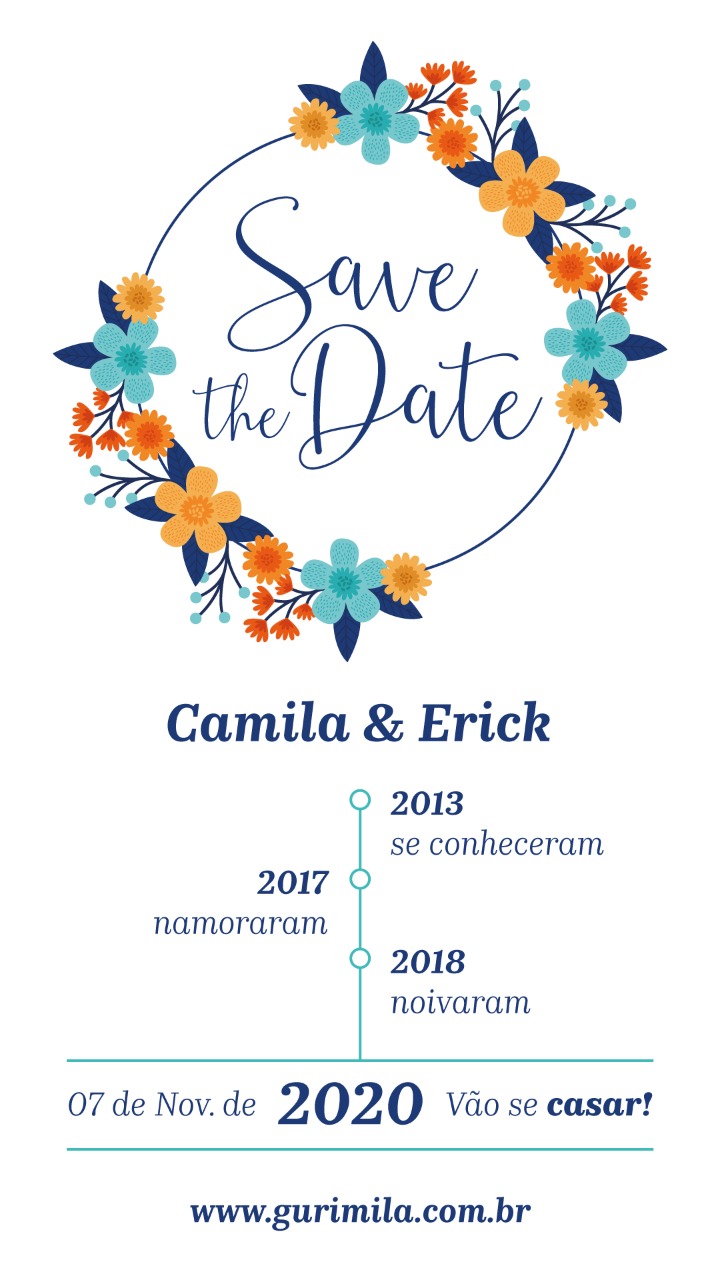 Save
the Date
Camila & Erick
2013
se conheceram
2017
namoraram
2018
noivaram
07 de Nov. de 2020 Vão se casar!
www.gurimila.com.br